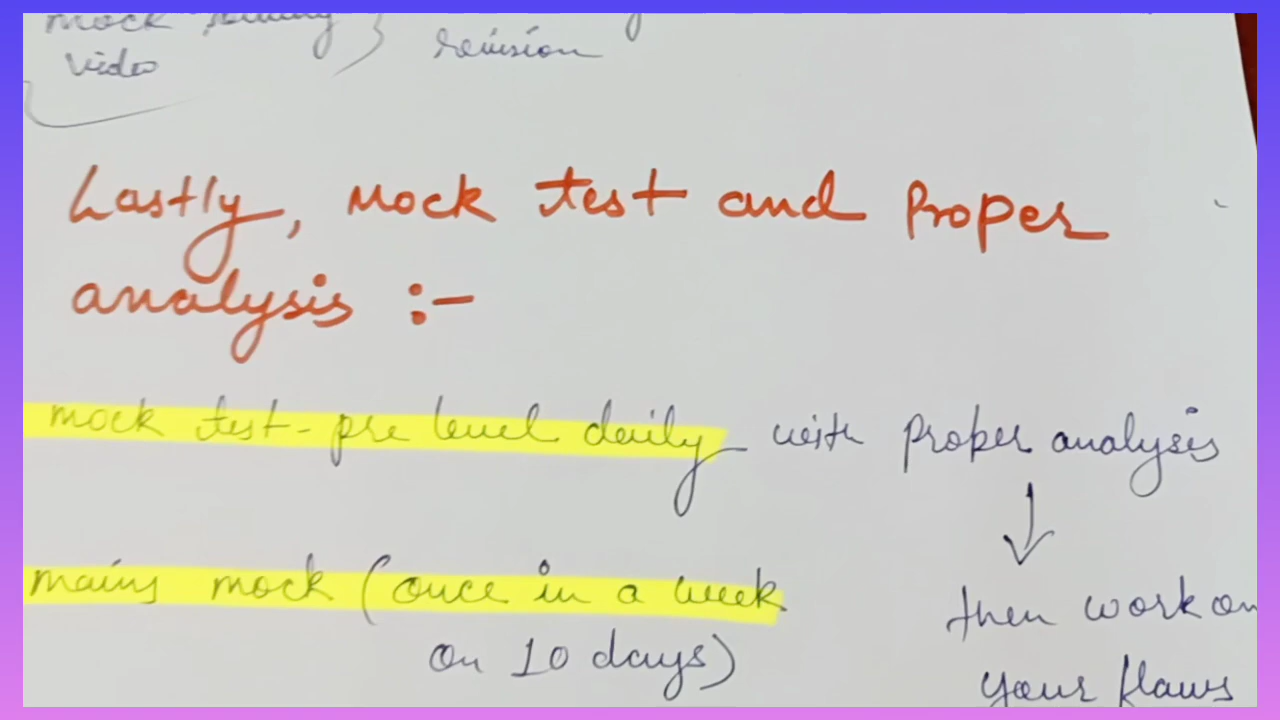 mock
video
revision
Lastly, Mock test and Proper
analysis :-
mock test - pre level daily with proper analysis
↓
mains mock (once in a week then work on
on 10 days) your flaws